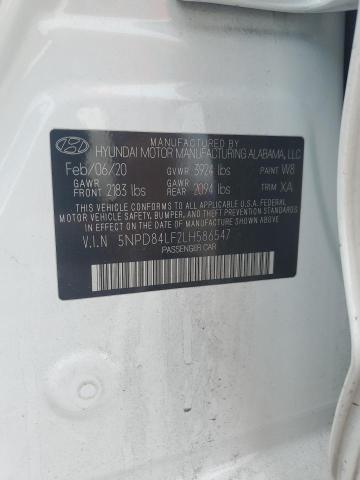 MANUFACTURED BY
HYUNDAI MOTOR MANUFACTURING ALABAMA, LLC
Feb/06/20 GVWR 3924 lbs PAINT W8
GAWR FRONT 2183 lbs GAWR REAR 2094 lbs TRIM XA
THIS VEHICLE CONFORMS TO ALL APPLICABLE U.S. FEDERAL
MOTOR VEHICLE SAFETY, BUMPER, AND THEFT PREVENTION STANDARDS
IN EFFECT ON THE DATE OF MANUFACTURE SHOWN ABOVE.
V.I.N 5NPD84LF2LH586547
PASSENGER CAR